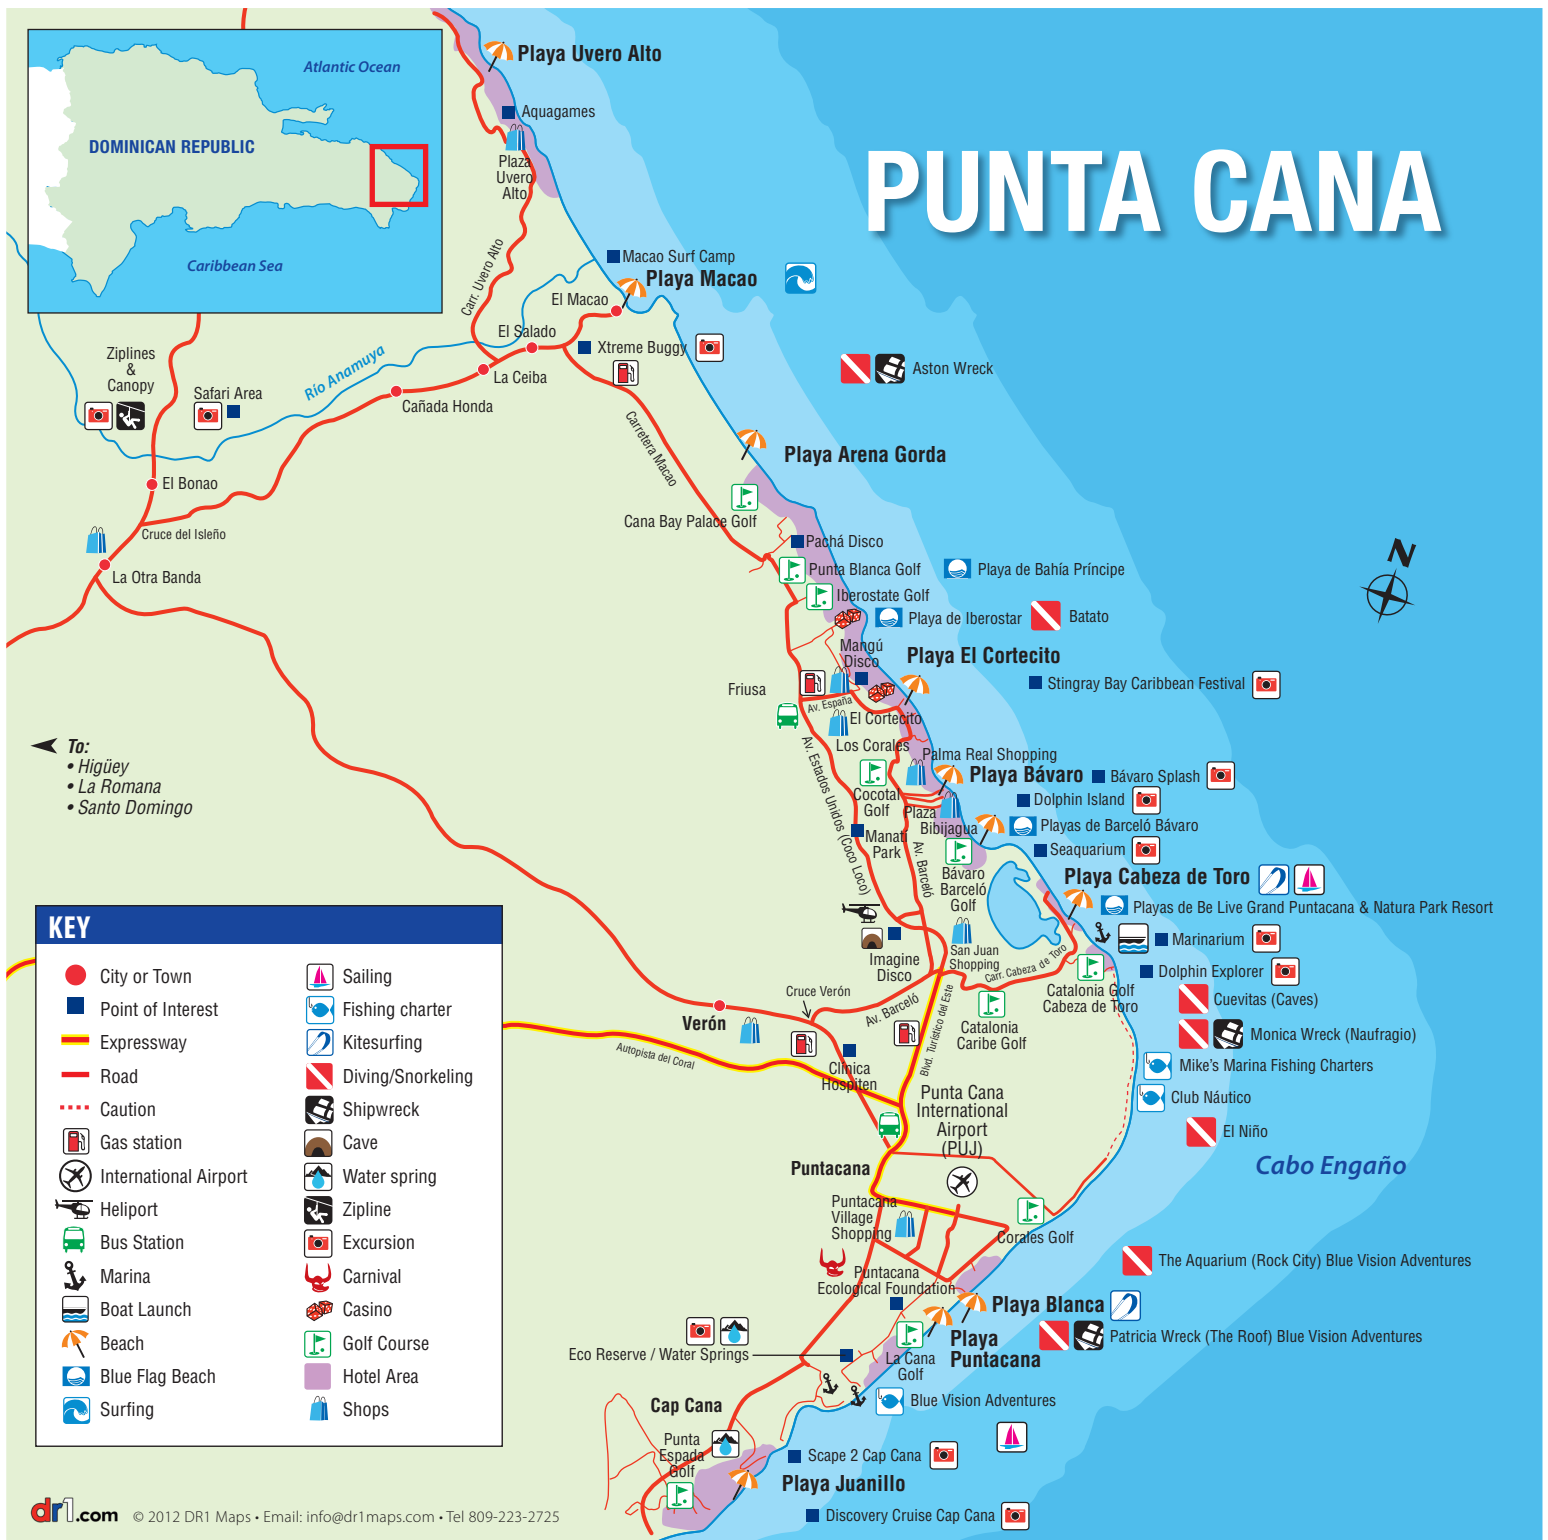 PUNTA CANA
Atlantic Ocean
DOMINICAN REPUBLIC
Caribbean Sea
Playa Uvero Alto
Aquagames
Plaza
Uvero
Alto
Carr. Uvero Alto
Macao Surf Camp
Playa Macao
El Macao
El Salado
Xtreme Buggy
La Ceiba
Cañada Honda
Río Anamuya
Ziplines
&
Canopy
Safari Area
El Bonao
Cruce del Isleño
La Otra Banda
Carretera Macao
Aston Wreck
Playa Arena Gorda
Cana Bay Palace Golf
Pachá Disco
Punta Blanca Golf
Playa de Bahía Príncipe
Iberostate Golf
Playa de Iberostar
Batato
Mangú
Disco
Playa El Cortecito
Stingray Bay Caribbean Festival
Friusa
Av. España
El Cortecito
Los Corales
Palma Real Shopping
Playa Bávaro
Bávaro Splash
Dolphin Island
Cocotal
Golf
Plaza
Bibijagua
Playas de Barceló Bávaro
Manatí
Park
Seaquarium
Av. Estados Unidos (Coco Loco)
Av. Barceló
Bávaro
Barceló
Golf
Playa Cabeza de Toro
Playas de Be Live Grand Puntacana & Natura Park Resort
Marinarium
San Juan
Shopping
Imagine
Disco
Carr. Cabeza de Toro
Dolphin Explorer
Catalonia Golf
Cabeza de Toro
Cuevitas (Caves)
Cruce Verón
Verón
Av. Barceló
Catalonia
Caribe Golf
Monica Wreck (Naufragio)
Autopista del Coral
Clínica
Hospiten
Blvd. Turístico del Este
Mike's Marina Fishing Charters
Club Náutico
Punta Cana
International
Airport
(PUJ)
El Niño
Cabo Engaño
Puntacana
Puntacana
Village
Shopping
Corales Golf
The Aquarium (Rock City) Blue Vision Adventures
Puntacana
Ecological Foundation
Playa Blanca
Playa
Puntacana
Patricia Wreck (The Roof) Blue Vision Adventures
Eco Reserve / Water Springs
La Cana
Golf
Blue Vision Adventures
Cap Cana
Punta
Espada
Golf
Scape 2 Cap Cana
Playa Juanillo
Discovery Cruise Cap Cana
To:
• Higüey
• La Romana
• Santo Domingo
N
KEY
City or Town
Point of Interest
Expressway
Road
Caution
Gas station
International Airport
Heliport
Bus Station
Marina
Boat Launch
Beach
Blue Flag Beach
Surfing
Sailing
Fishing charter
Kitesurfing
Diving/Snorkeling
Shipwreck
Cave
Water spring
Zipline
Excursion
Carnival
Casino
Golf Course
Hotel Area
Shops
dr1.com © 2012 DR1 Maps • Email: info@dr1maps.com • Tel 809-223-2725